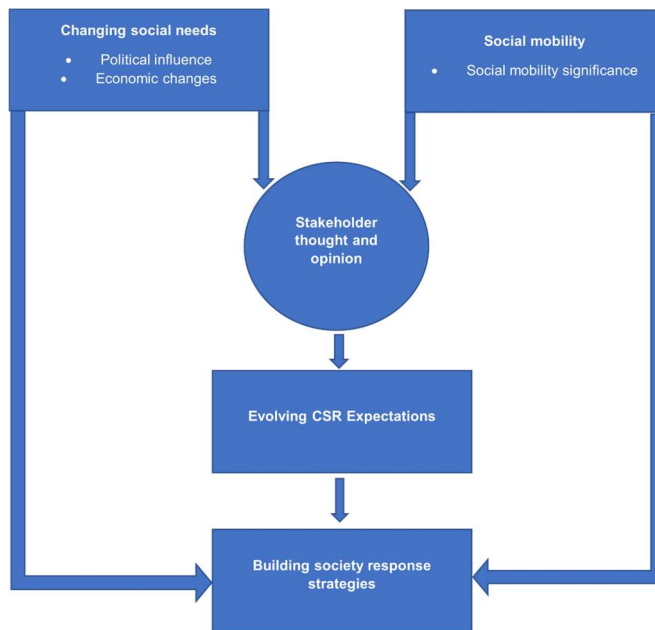 Changing social needs
• Political influence
• Economic changes
Social mobility
• Social mobility significance
Stakeholder
thought and
opinion
Evolving CSR Expectations
Building society response
strategies